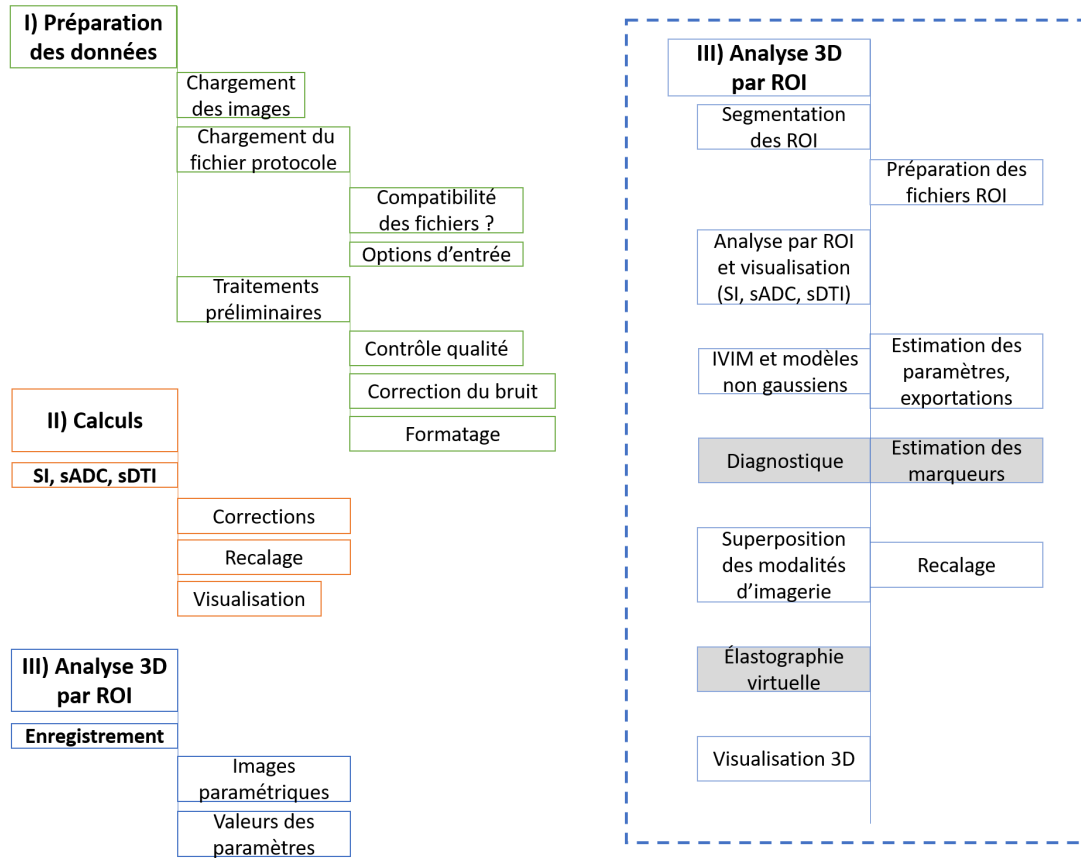 I) Préparation
des données
Chargement
des images
Chargement du
fichier protocole
Compatibilité
des fichiers ?
Options d’entrée
Traitements
préliminaires
Contrôle qualité
Correction du bruit
Formatage
II) Calculs
SI, sADC, sDTI
Corrections
Recalage
Visualisation
III) Analyse 3D
par ROI
Enregistrement
Images
paramétriques
Valeurs des
paramètres
III) Analyse 3D
par ROI
Segmentation
des ROI
Préparation des
fichiers ROI
Analyse par ROI
et visualisation
(SI, sADC, sDTI)
IVIM et modèles
non gaussiens
Estimation des
paramètres,
exportations
Diagnostique
Estimation des
marqueurs
Superposition
des modalités
d’imagerie
Recalage
Élastographie
virtuelle
Visualisation 3D